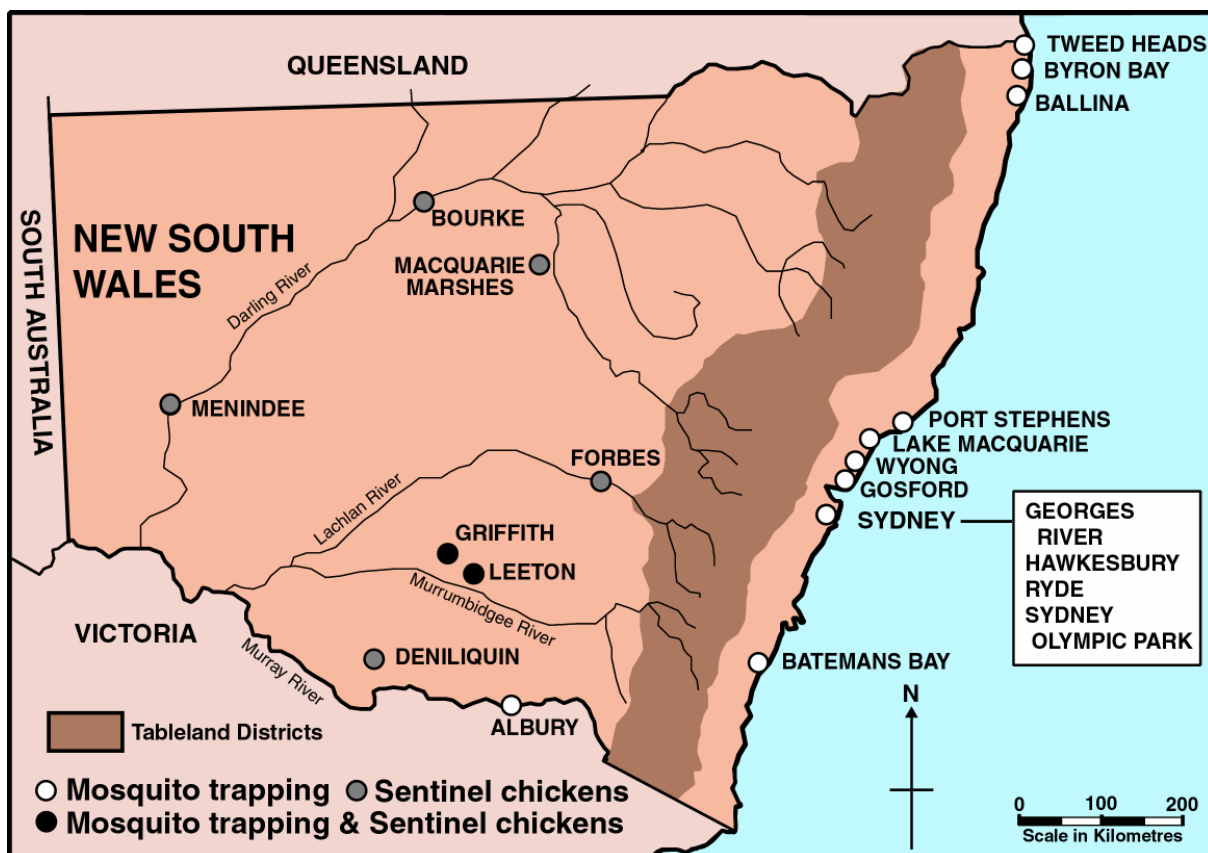 QUEENSLAND
TWEED HEADS
BYRON BAY
BALLINA
SOUTH AUSTRALIA
NEW SOUTH
WALES
BOURKE
MACQUARIE
MARSHES
Darling River
MENINDEE
PORT STEPHENS
LAKE MACQUARIE
WYONG
GOSFORD
SYDNEY
GEORGES
RIVER
HAWKESBURY
RYDE
SYDNEY
OLYMPIC PARK
FORBES
Lachlan River
GRIFFITH
LEETON
Murrumbidgee River
VICTORIA
Murray River
DENILIQUIN
BATEMANS BAY
ALBURY
N
Tableland Districts
Mosquito trapping
Sentinel chickens
Mosquito trapping & Sentinel chickens
0 100 200
Scale in Kilometres